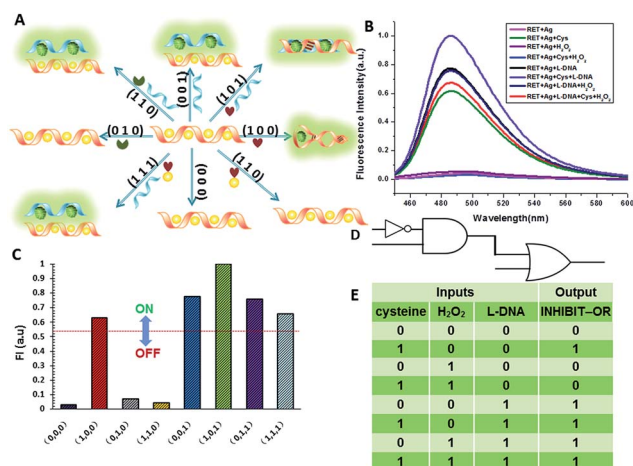 A
(1 1 0)
(0 0 1)
(1 0 1)
(0 1 0)
(1 0 0)
(1 1 1)
(0 0 0)
(1 1 0)
B
Fluorescence Intensity(a.u.)
1.0
0.8
0.6
0.4
0.2
0.0
RET+Ag
RET+Ag+Cys
RET+Ag+H₂O₂
RET+Ag+Cys+H₂O₂
RET+Ag+L-DNA
RET+Ag+Cys+L-DNA
RET+Ag+L-DNA+H₂O₂
RET+Ag+L-DNA+Cys+H₂O₂
460 480 500 520 540 560 580 600
Wavelength(nm)
C
FI (a.u)
1
0.9
0.8
0.7
0.6
0.5
0.4
0.3
0.2
0.1
0
ON
OFF
(0,0,0) (1,0,0) (0,1,0) (1,1,0) (0,0,1) (1,0,1) (0,1,1) (1,1,1)
D
E
Inputs Output
cysteine H₂O₂ L-DNA INHIBIT–OR
0 0 0 0
1 0 0 1
0 1 0 0
1 1 0 0
0 0 1 1
1 0 1 1
0 1 1 1
1 1 1 1